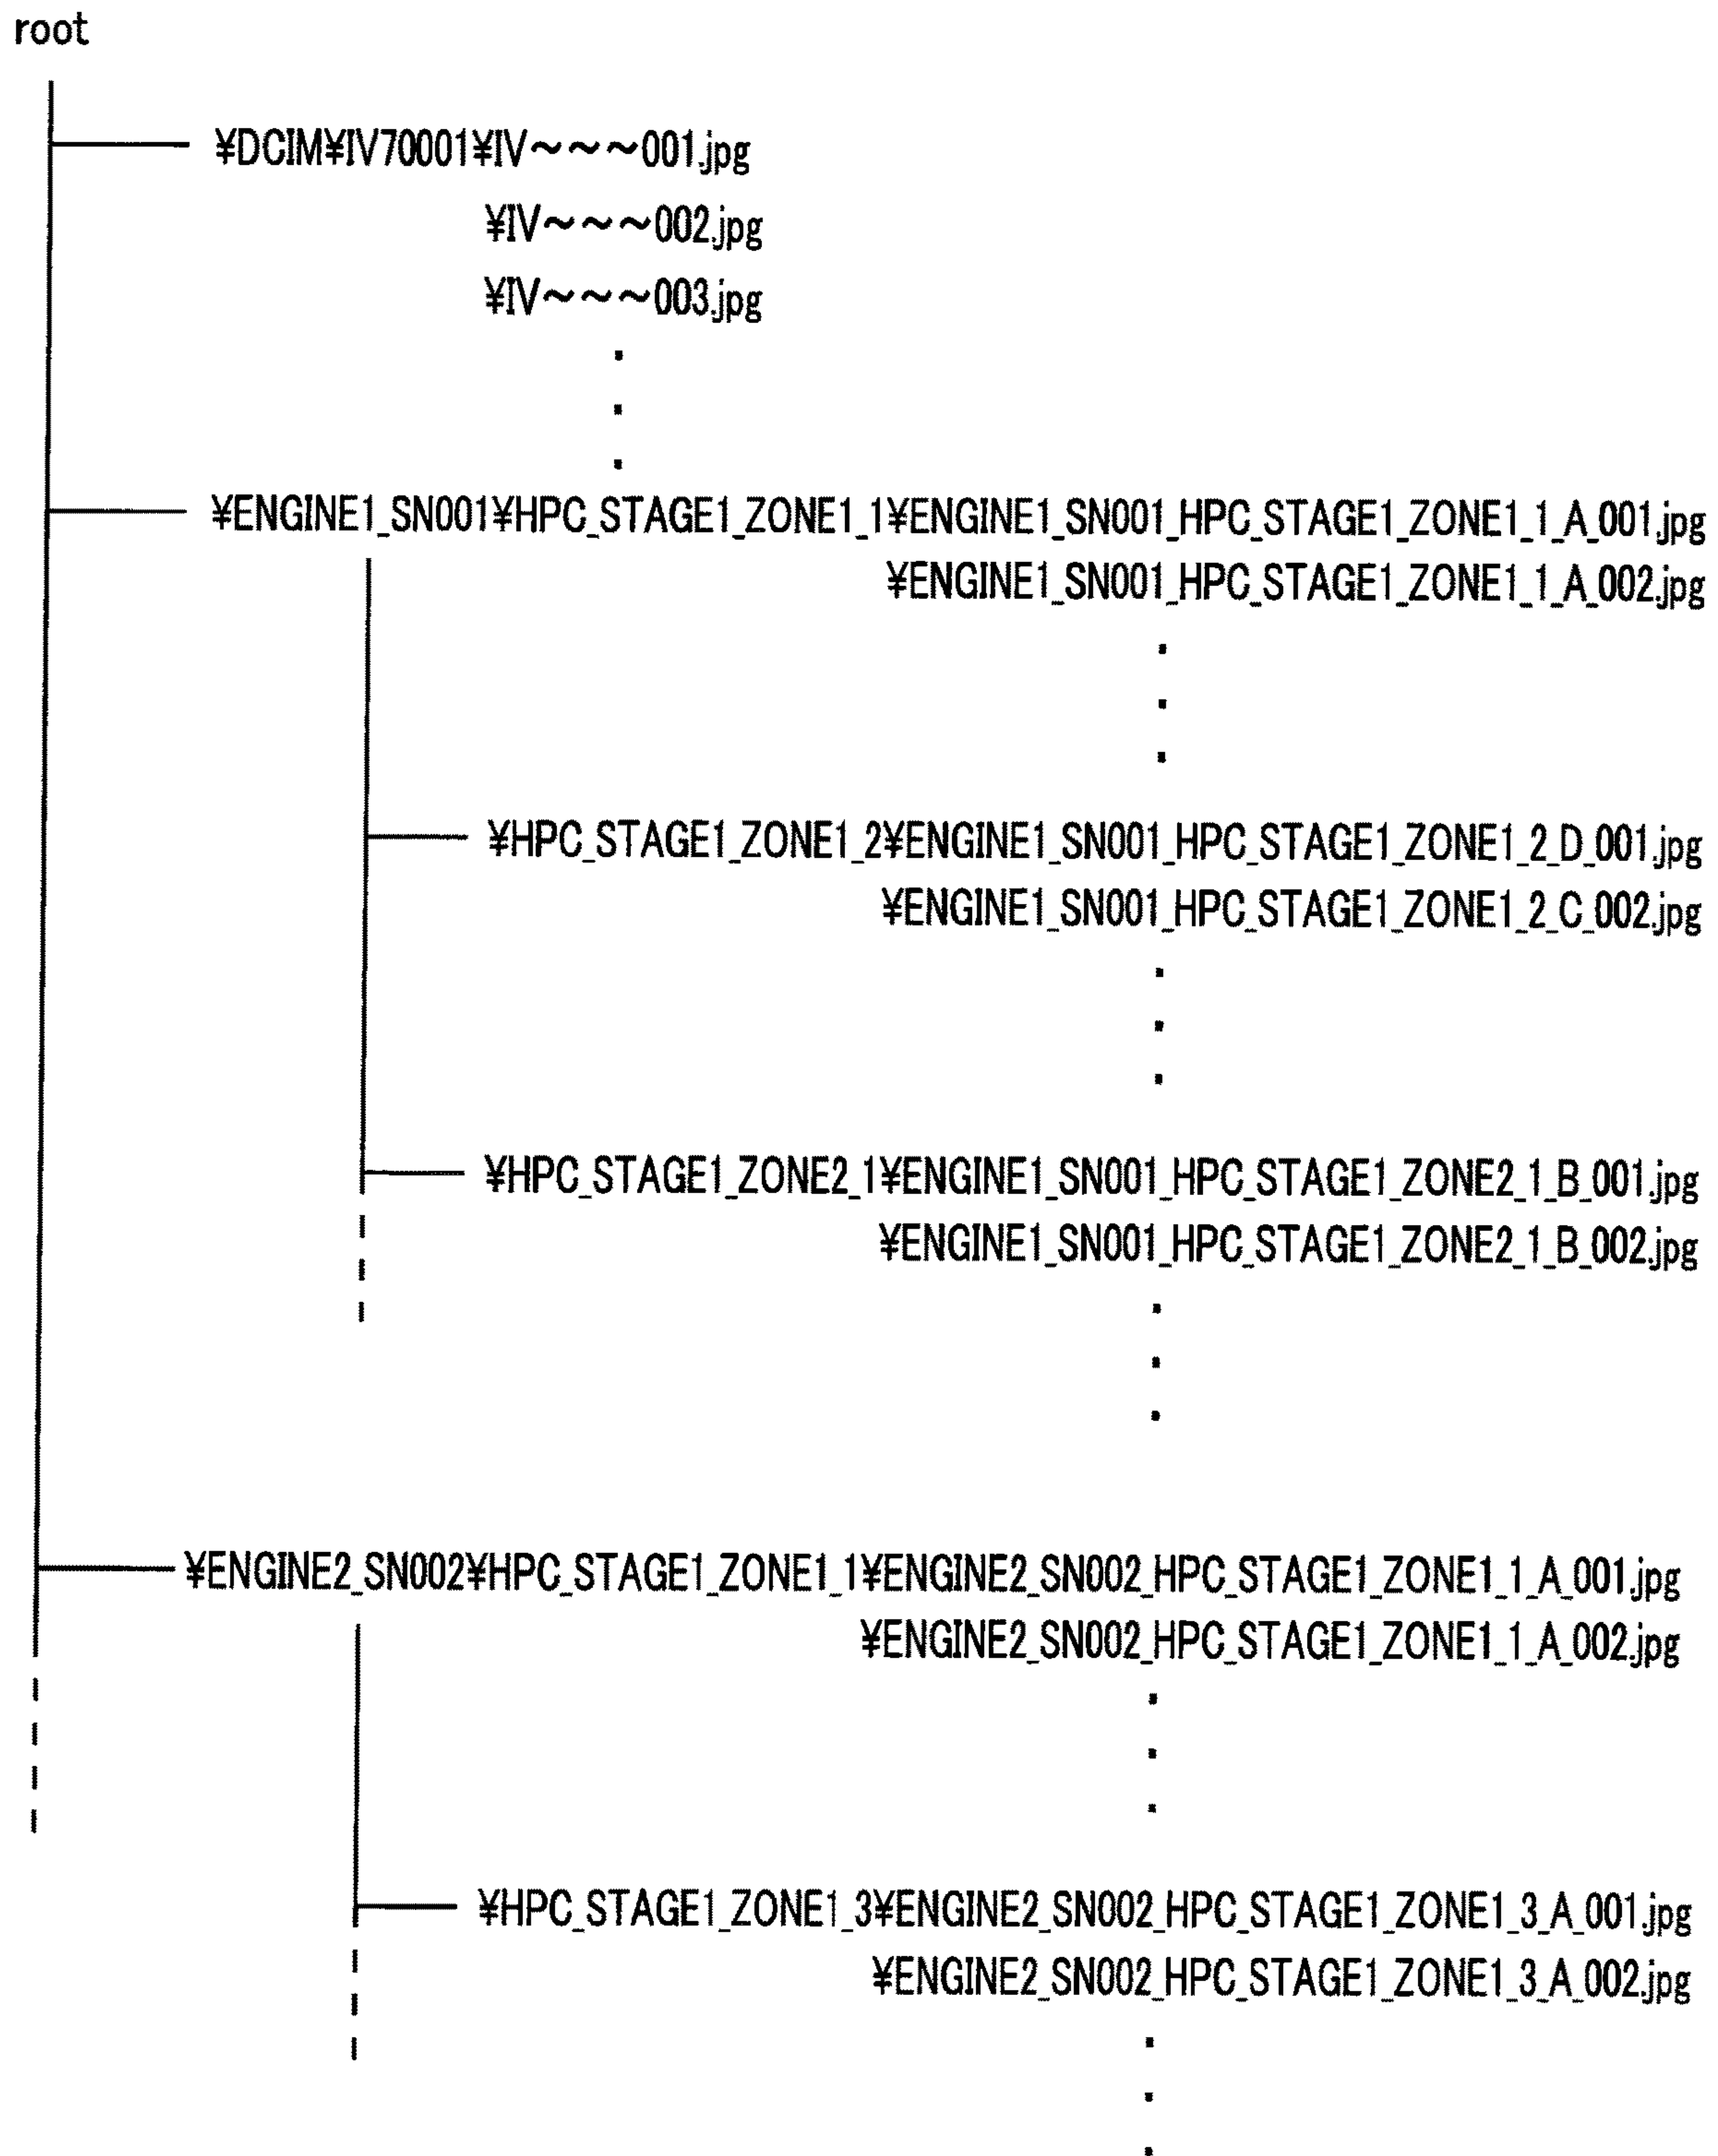 root
¥DCIM¥IV70001¥IV～～～001.jpg
¥IV～～～002.jpg
¥IV～～～003.jpg
¥ENGINE1_SN001¥HPC_STAGE1_ZONE1_1¥ENGINE1_SN001_HPC_STAGE1_ZONE1_1_A_001.jpg
¥ENGINE1_SN001_HPC_STAGE1_ZONE1_1_A_002.jpg
¥HPC_STAGE1_ZONE1_2¥ENGINE1_SN001_HPC_STAGE1_ZONE1_2_D_001.jpg
¥ENGINE1_SN001_HPC_STAGE1_ZONE1_2_C_002.jpg
¥HPC_STAGE1_ZONE2_1¥ENGINE1_SN001_HPC_STAGE1_ZONE2_1_B_001.jpg
¥ENGINE1_SN001_HPC_STAGE1_ZONE2_1_B_002.jpg
¥ENGINE2_SN002¥HPC_STAGE1_ZONE1_1¥ENGINE2_SN002_HPC_STAGE1_ZONE1_1_A_001.jpg
¥ENGINE2_SN002_HPC_STAGE1_ZONE1_1_A_002.jpg
¥HPC_STAGE1_ZONE1_3¥ENGINE2_SN002_HPC_STAGE1_ZONE1_3_A_001.jpg
¥ENGINE2_SN002_HPC_STAGE1_ZONE1_3_A_002.jpg